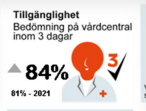 Tillgänglighet
Bedömning på vårdcentral
inom 3 dagar
84%
3
81% - 2021